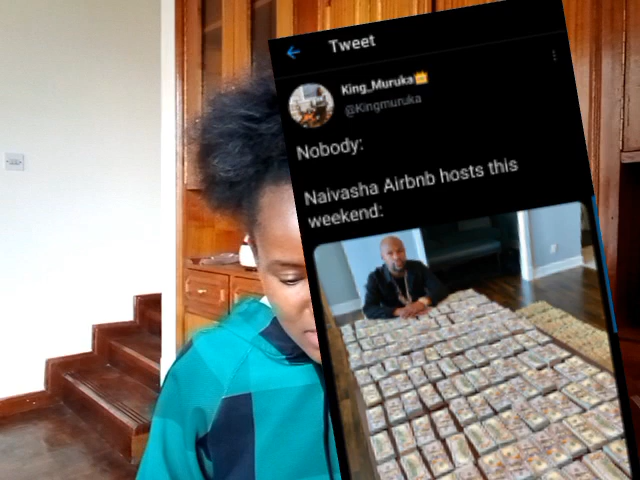 Tweet
King_Muruka👑
@Kingmuruka
Nobody:
Naivasha Airbnb hosts this
weekend: